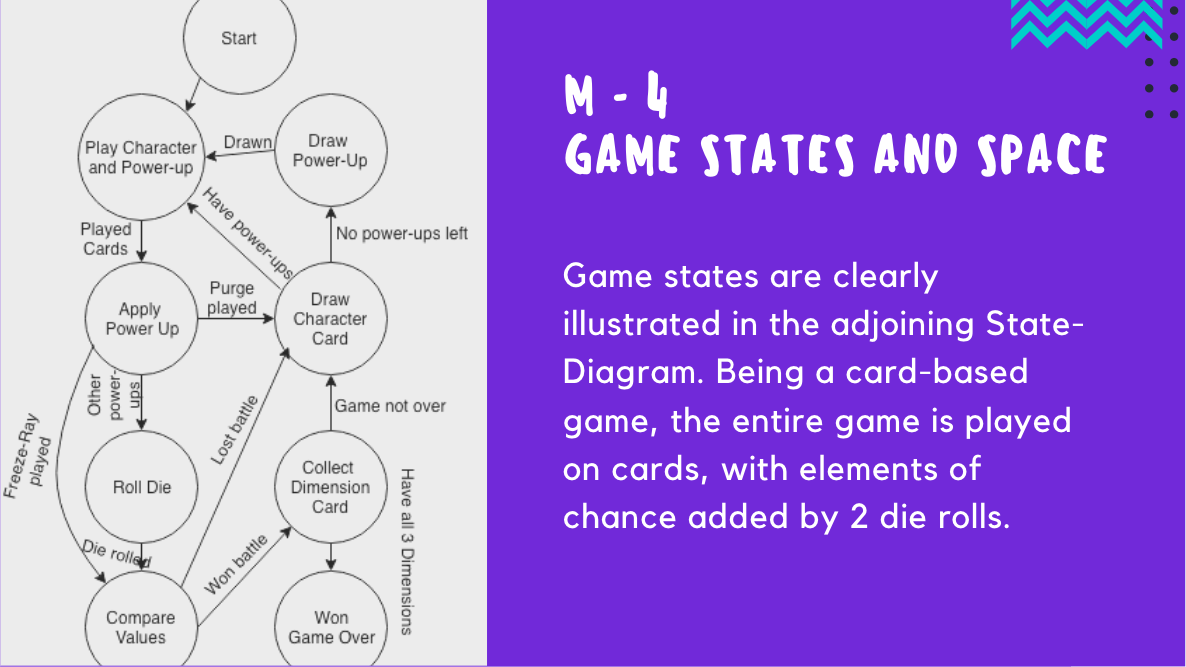 Start
Play Character
and Power-up
Drawn
Draw
Power-Up
Have power-ups
Played
Cards
No power-ups left
Apply
Power Up
Purge
played
Draw
Character
Card
Other
power-
ups
Freeze-Ray
played
Lost battle
Game not over
Roll Die
Collect
Dimension
Card
Have all 3 Dimensions
Die rolled
Won battle
Compare
Values
Won
Game Over
M - 4
GAME STATES AND SPACE
Game states are clearly
illustrated in the adjoining State-
Diagram. Being a card-based
game, the entire game is played
on cards, with elements of
chance added by 2 die rolls.